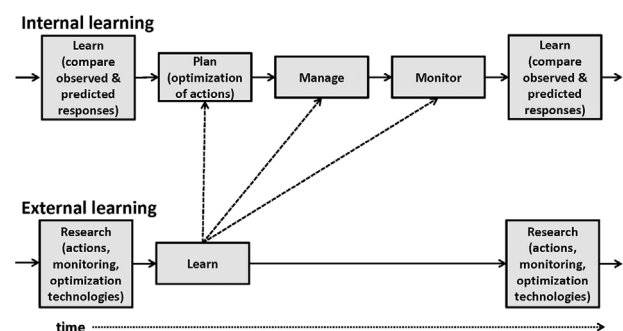 Internal learning
Learn
(compare
observed &
predicted
responses)
Plan
(optimization
of actions)
Manage
Monitor
Learn
(compare
observed &
predicted
responses)
External learning
Research
(actions,
monitoring,
optimization
technologies)
Learn
Research
(actions,
monitoring,
optimization
technologies)
time